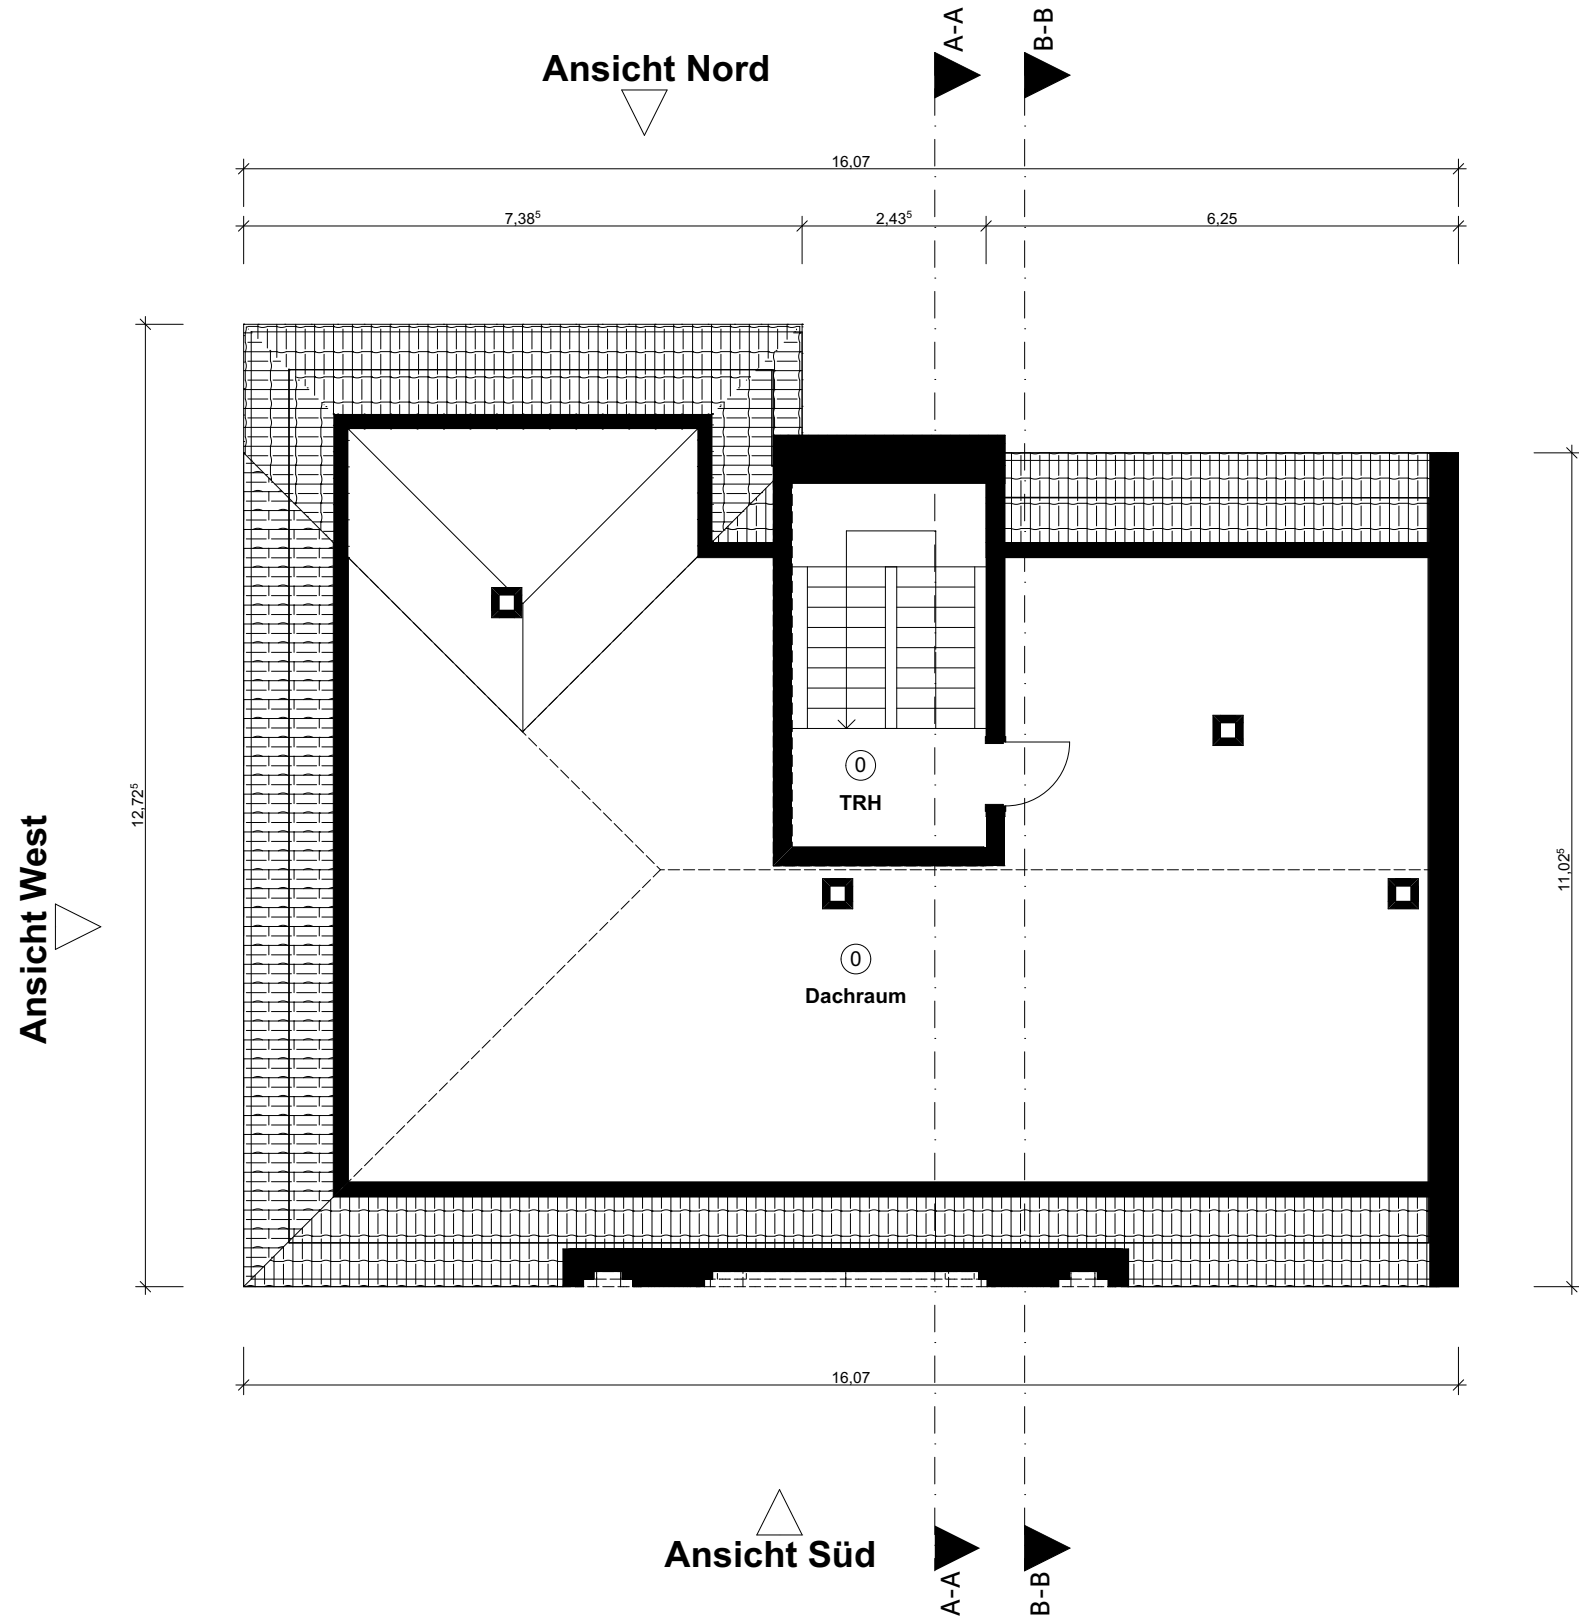 A-A
B-B
Ansicht Nord
16,07
7,38⁵
2,43⁵
6,25
12,72⁵
11,02⁵
Ansicht West
0
TRH
0
Dachraum
16,07
Ansicht Süd
A-A
B-B